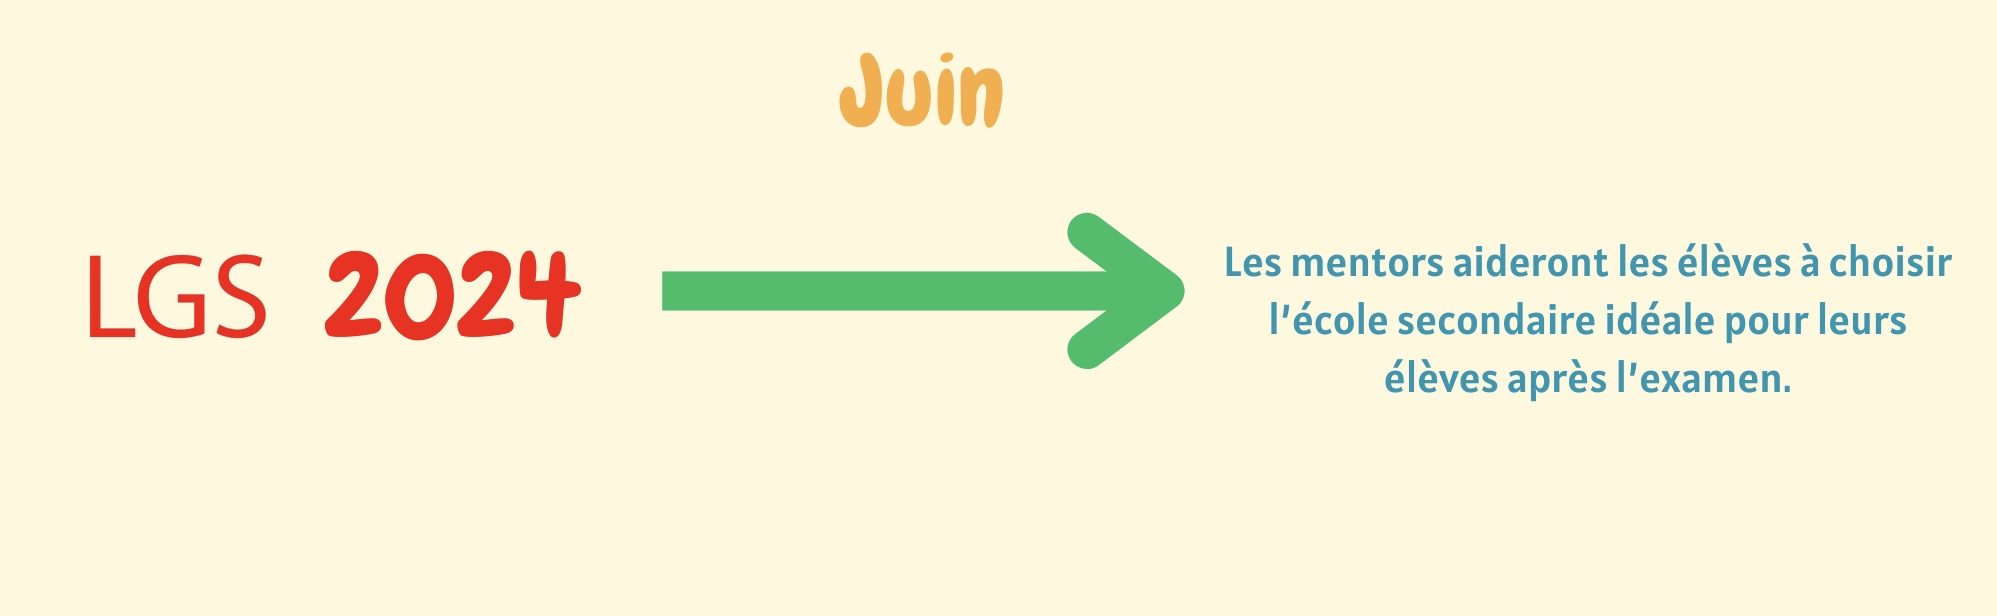 Juin
LGS 2024
Les mentors aideront les élèves à choisir
l'école secondaire idéale pour leurs
élèves après l'examen.